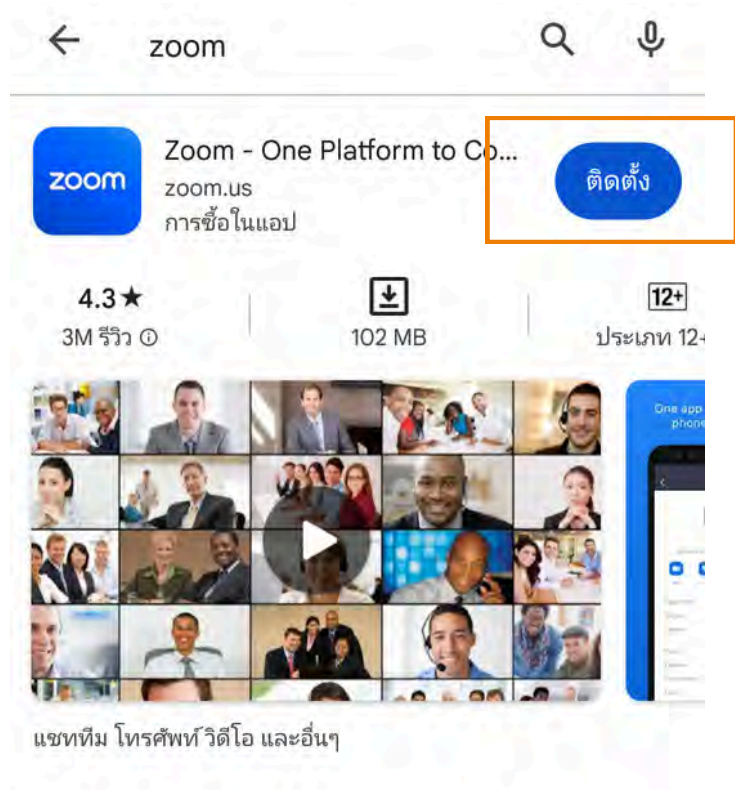 zoom
zoom
Zoom - One Platform to Co...
zoom.us
การซื้อในแอป
ติดตั้ง
4.3★
3M รีวิว
102 MB
12+
ประเภท 12+
One app
phone
แชททีม โทรศัพท์ วิดีโอ และอื่นๆ